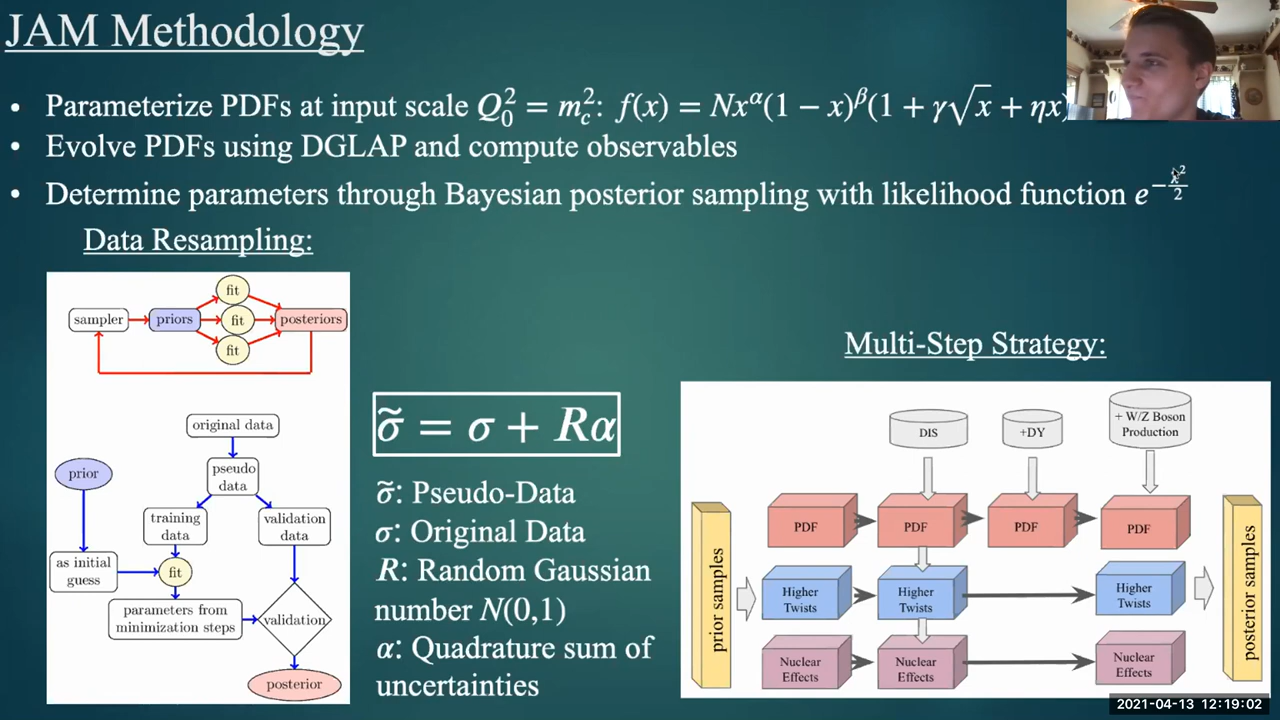 JAM Methodology
• Parameterize PDFs at input scale Q₀² = m_c²: f(x) = Nx^α(1 − x)^β(1 + γ√x + ηx)
• Evolve PDFs using DGLAP and compute observables
• Determine parameters through Bayesian posterior sampling with likelihood function e^(−χ²/2)
Data Resampling:
fit
sampler
priors
fit
posteriors
fit
original data
prior
pseudo
data
training
data
validation
data
as initial
guess
fit
parameters from
minimization steps
validation
posterior
σ̃ = σ + Rα
σ̃: Pseudo-Data
σ: Original Data
R: Random Gaussian
number N(0,1)
α: Quadrature sum of
uncertainties
Multi-Step Strategy:
DIS
+DY
+ W/Z Boson
Production
prior samples
PDF
PDF
PDF
PDF
Higher
Twists
Higher
Twists
Higher
Twists
Nuclear
Effects
Nuclear
Effects
Nuclear
Effects
posterior samples
2021-04-13 12:19:02